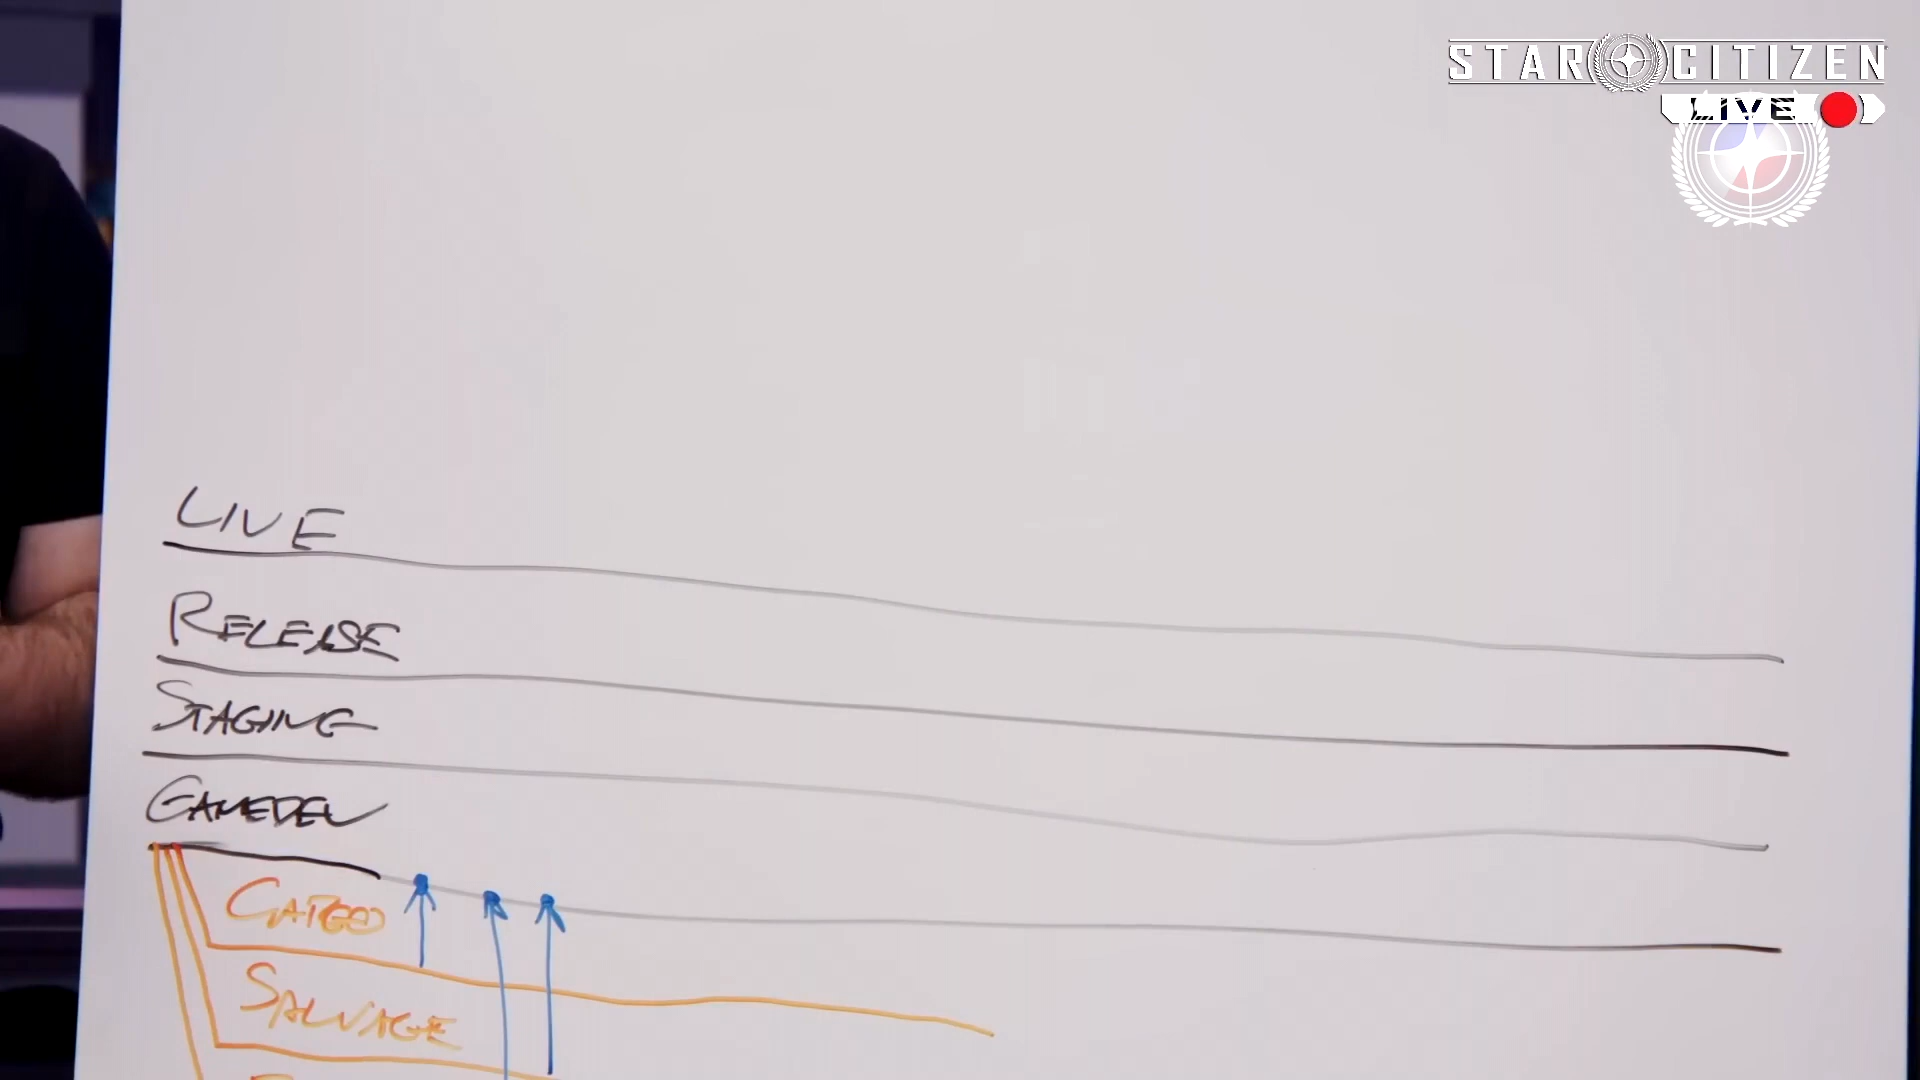 STAR CITIZEN
LIVE
LIVE
RELEASE
STAGING
GAMEDEV
CARGO
SALVAGE